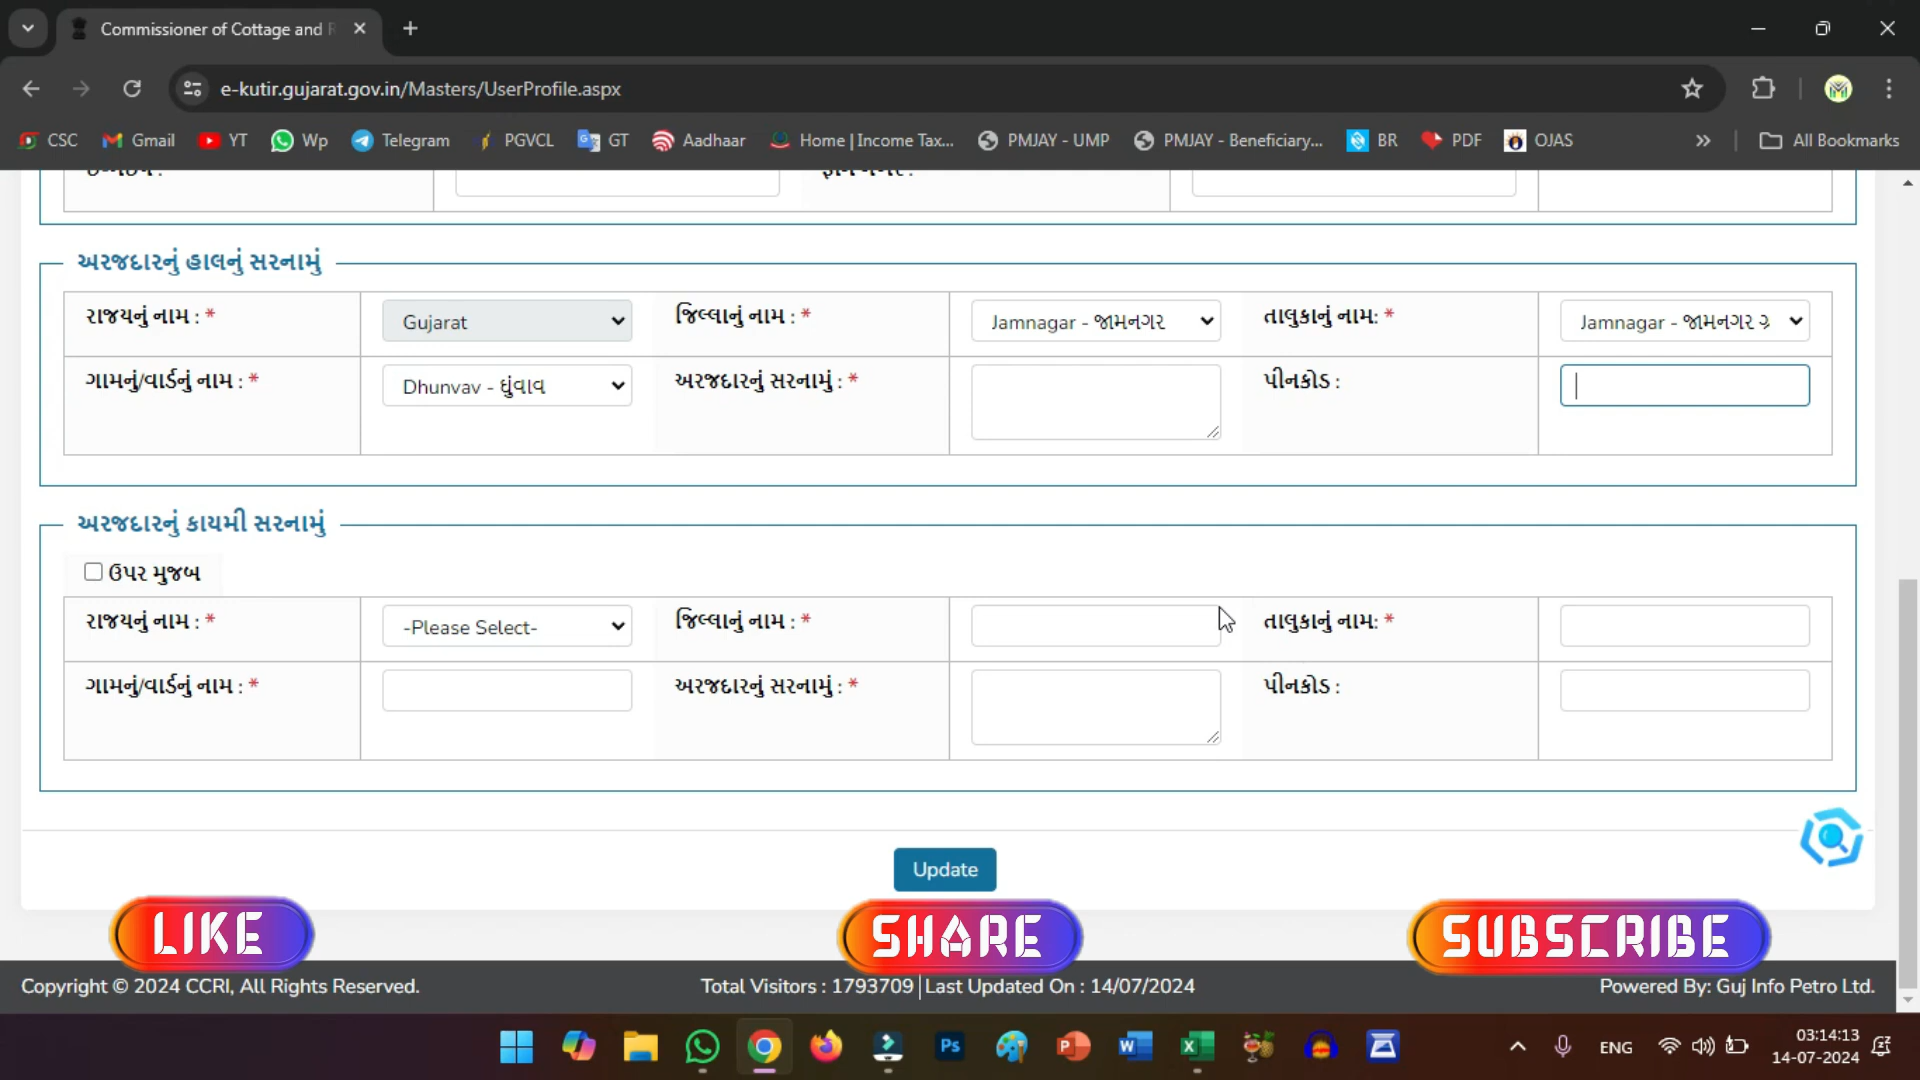 Commissioner of Cottage and R
e-kutir.gujarat.gov.in/Masters/UserProfile.aspx
CSC Gmail YT Wp Telegram PGVCL GT Aadhaar Home | Income Tax... PMJAY - UMP PMJAY - Beneficiary... BR PDF OJAS » All Bookmarks
અરજદારનું હાલનું સરનામું
રાજયનું નામ : * Gujarat જિલ્લાનું નામ : * Jamnagar - જામનગર તાલુકાનું નામ: * Jamnagar - જામનગર ગ્ર
ગામનું/વાર્ડનું નામ : * Dhunvav - ધુંવાવ અરજદારનું સરનામું : * પીનકોડ :
અરજદારનું કાયમી સરનામું
ઉપર મુજબ
રાજયનું નામ : * -Please Select- જિલ્લાનું નામ : * તાલુકાનું નામ: *
ગામનું/વાર્ડનું નામ : * અરજદારનું સરનામું : * પીનકોડ :
Update
LIKE SHARE SUBSCRIBE
Copyright © 2024 CCRI, All Rights Reserved. Total Visitors : 1793709 | Last Updated On : 14/07/2024 Powered By: Guj Info Petro Ltd.
Ps P W X ENG 03:14:13
14-07-2024